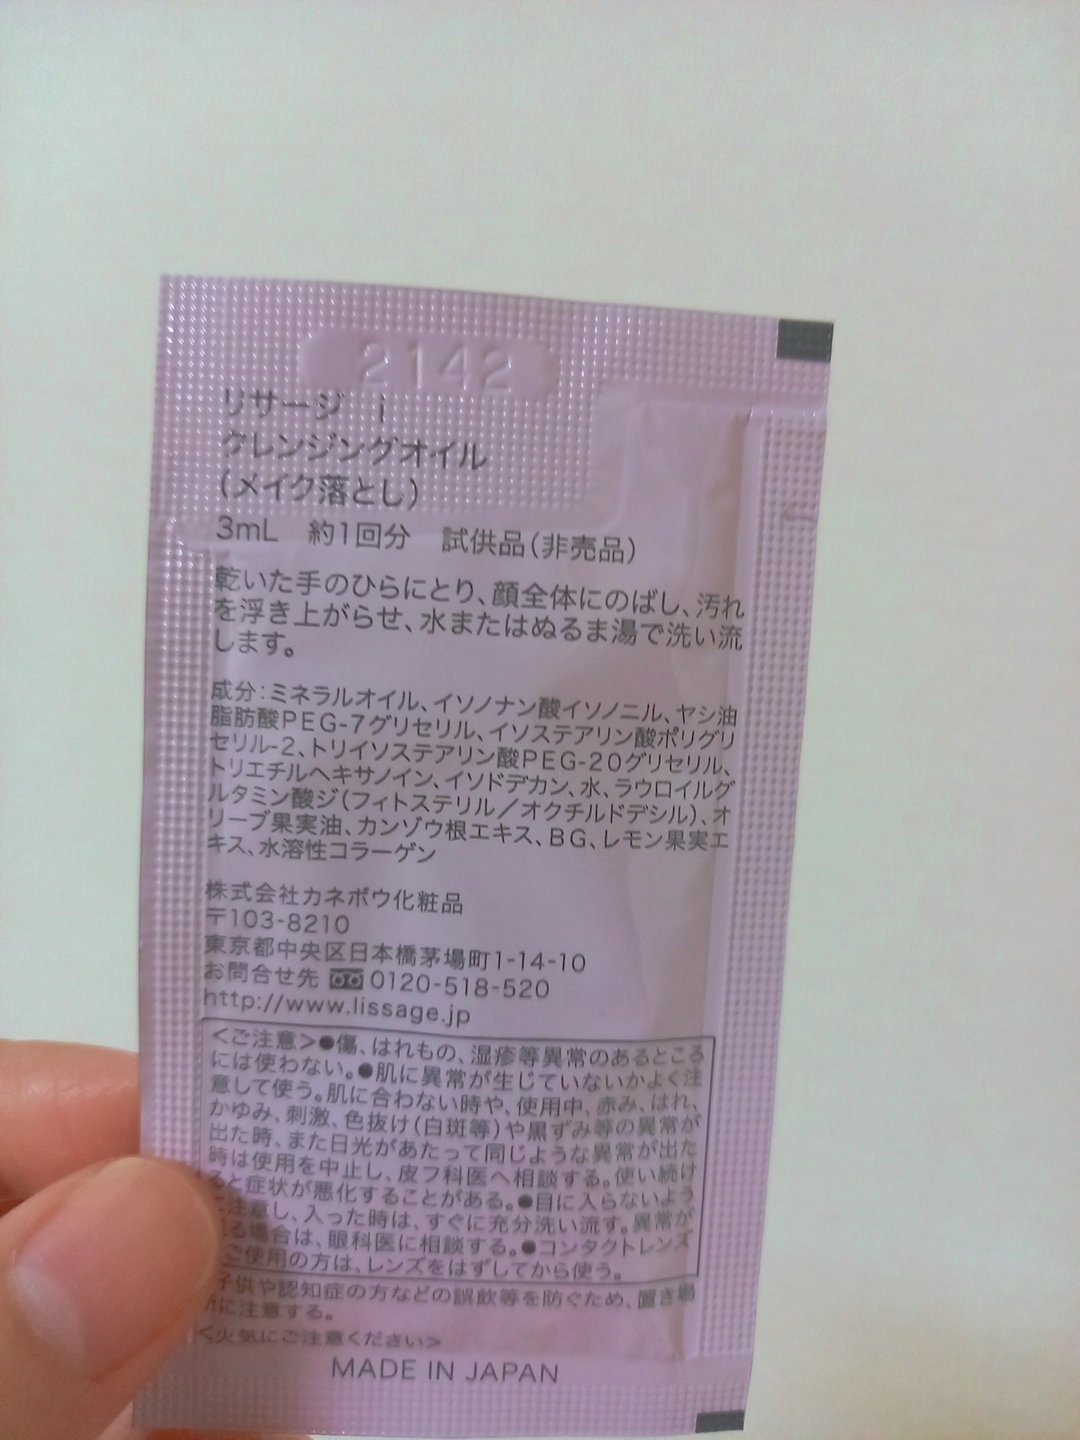 2142
リサージ i
クレンジングオイル
(メイク落とし)
3mL 約1回分 試供品(非売品)
乾いた手のひらにとり、顔全体にのばし、汚れ
を浮き上がらせ、水またはぬるま湯で洗い流
します。
成分:ミネラルオイル、イソノナン酸イソノニル、ヤシ油
脂肪酸PEG-7グリセリル、イソステアリン酸ポリグリ
セリル-2、トリイソステアリン酸PEG-20グリセリル、
トリエチルヘキサノイン、イソドデカン、水、ラウロイルグ
ルタミン酸ジ(フィトステリル/オクチルドデシル)、オ
リーブ果実油、カンゾウ根エキス、BG、レモン果実エ
キス、水溶性コラーゲン
株式会社カネボウ化粧品
〒103-8210
東京都中央区日本橋茅場町1-14-10
お問合せ先 0120-518-520
http://www.lissage.jp
<ご注意>●傷、はれもの、湿疹等異常のあるところ
には使わない。●肌に異常が生じていないかよく注
意して使う。肌に合わない時や、使用中、赤み、はれ、
かゆみ、刺激、色抜け(白斑等)や黒ずみ等の異常が
出た時、また日光があたって同じような異常が出た
時は使用を中止し、皮フ科医へ相談する。使い続け
ると症状が悪化することがある。●目に入らないよう
注意し、入った時は、すぐに充分洗い流す。異常が
残る場合は、眼科医に相談する。●コンタクトレンズ
ご使用の方は、レンズをはずしてから使う。
子供や認知症の方などの誤飲等を防ぐため、置き場
に注意する。
<火気にご注意ください>
MADE IN JAPAN